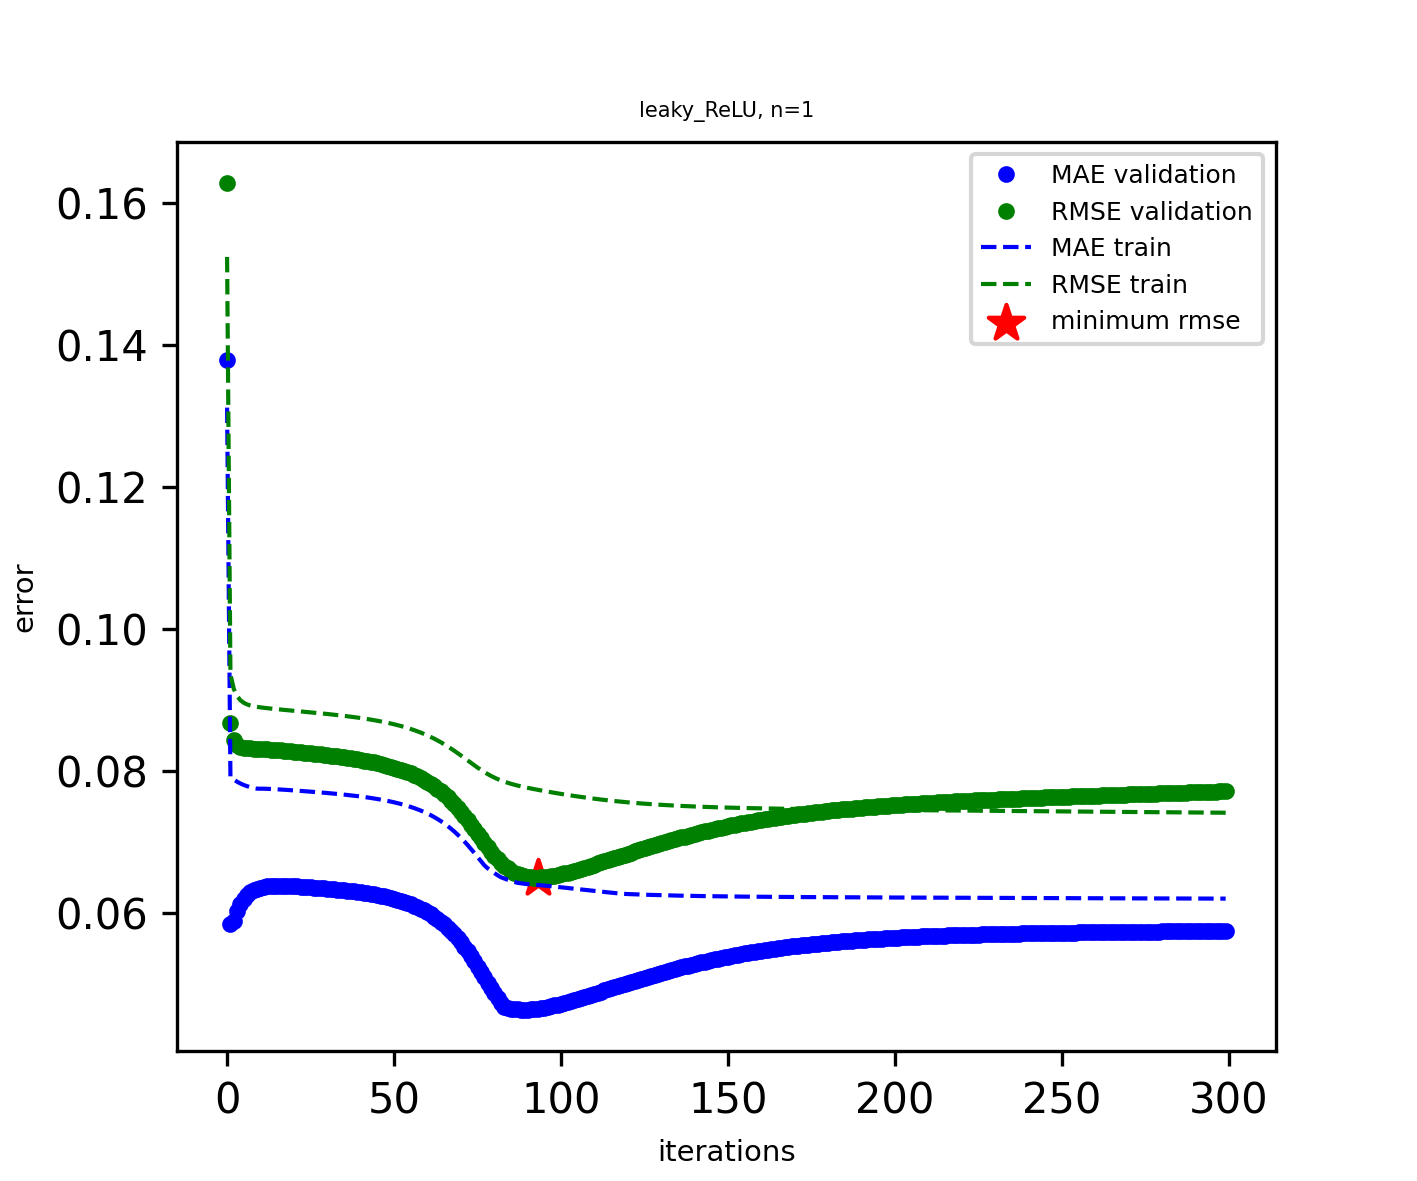 leaky_ReLU, n=1
MAE validation
RMSE validation
MAE train
RMSE train
minimum rmse
0.16
0.14
0.12
0.10
0.08
0.06
error
0 50 100 150 200 250 300
iterations